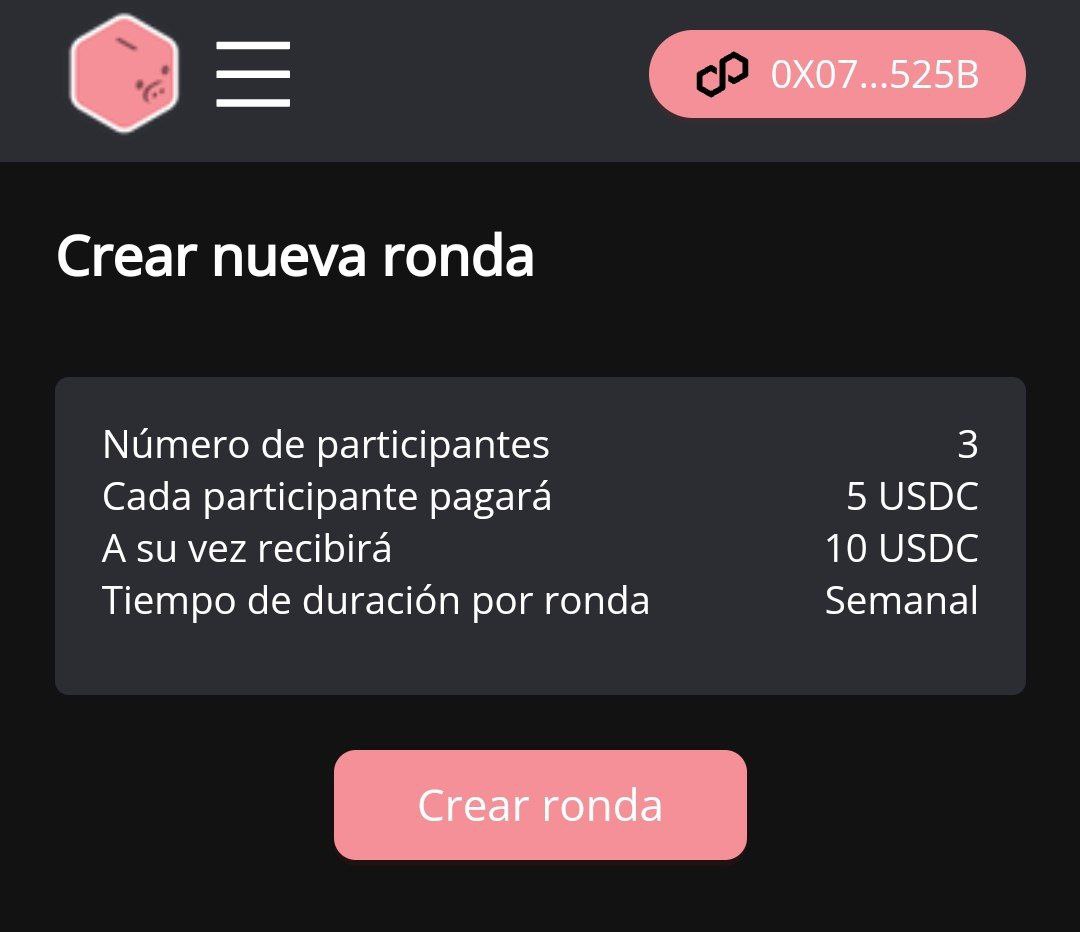 0X07...525B
Crear nueva ronda
Número de participantes 3
Cada participante pagará 5 USDC
A su vez recibirá 10 USDC
Tiempo de duración por ronda Semanal
Crear ronda